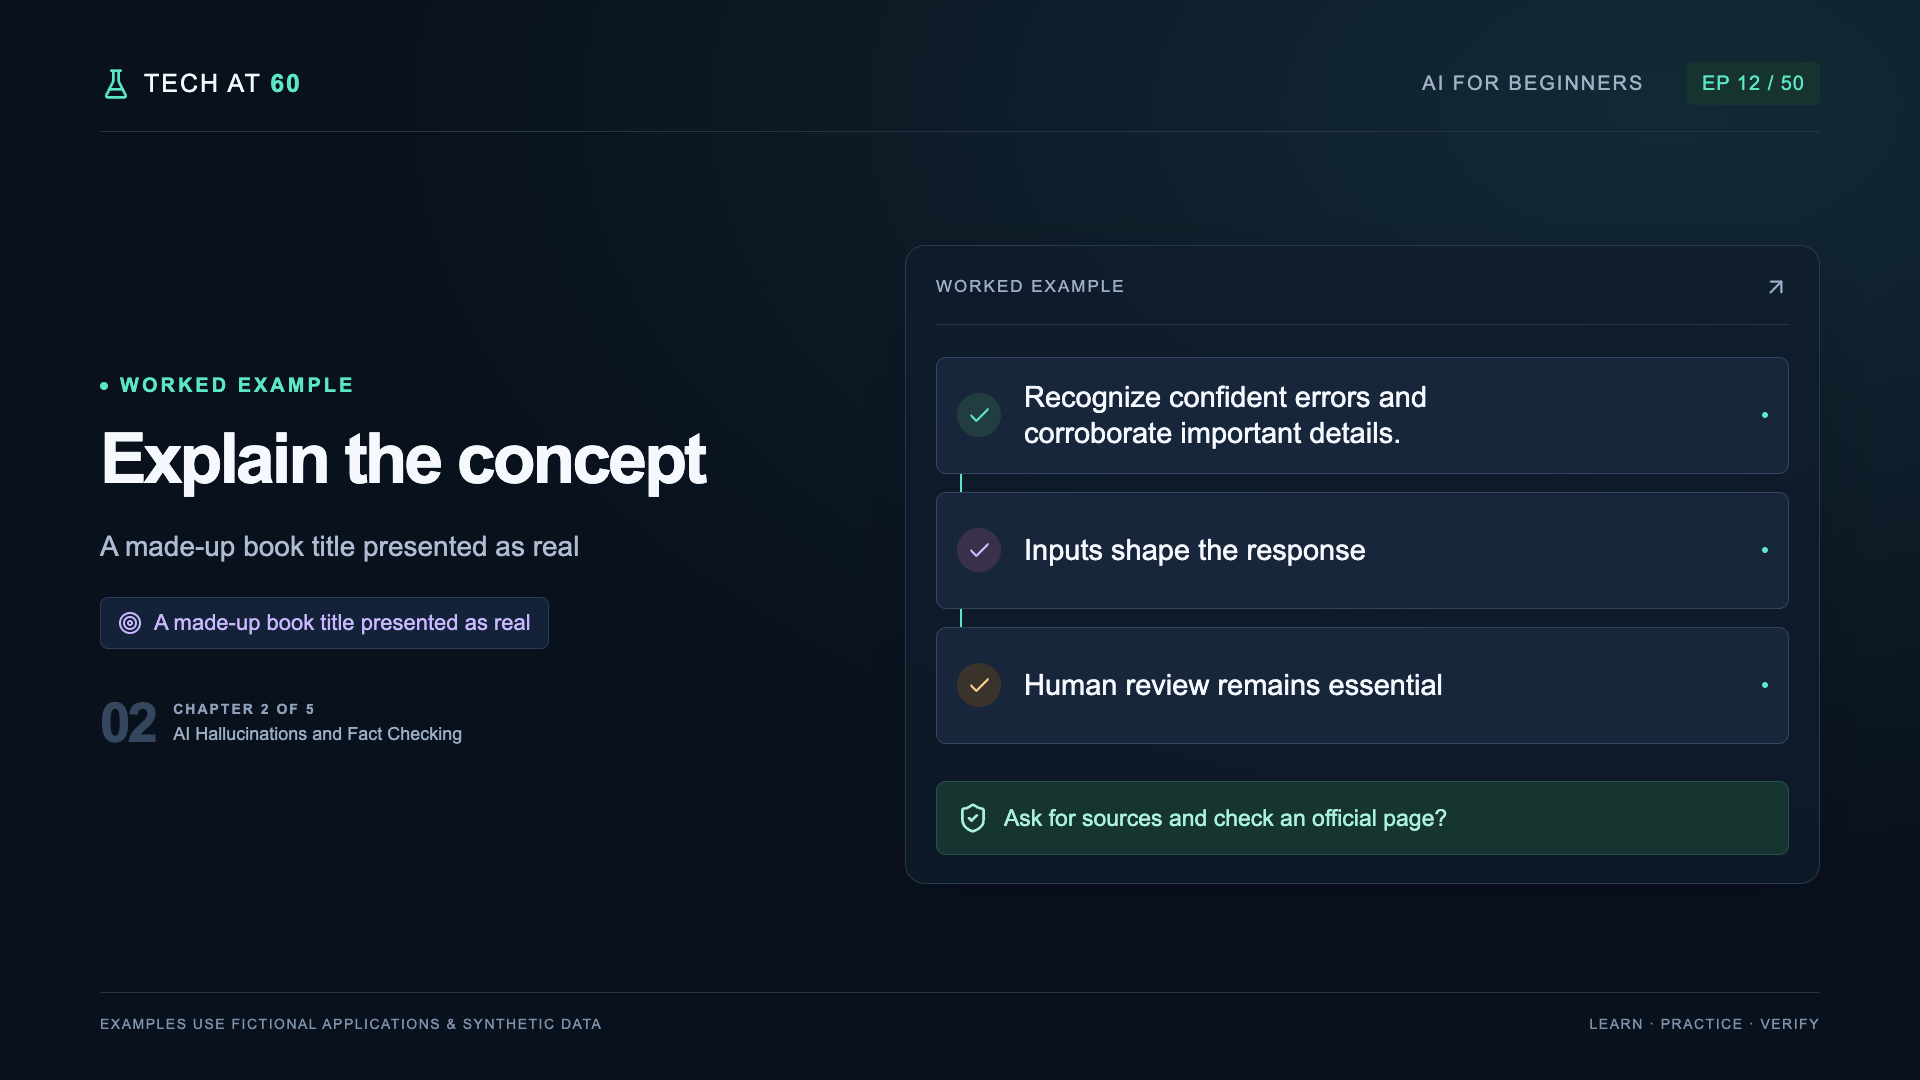 TECH AT 60
AI FOR BEGINNERS
EP 12 / 50
WORKED EXAMPLE
Explain the concept
A made-up book title presented as real
A made-up book title presented as real
02
CHAPTER 2 OF 5
AI Hallucinations and Fact Checking
WORKED EXAMPLE
Recognize confident errors and
corroborate important details.
Inputs shape the response
Human review remains essential
Ask for sources and check an official page?
EXAMPLES USE FICTIONAL APPLICATIONS & SYNTHETIC DATA
LEARN · PRACTICE · VERIFY